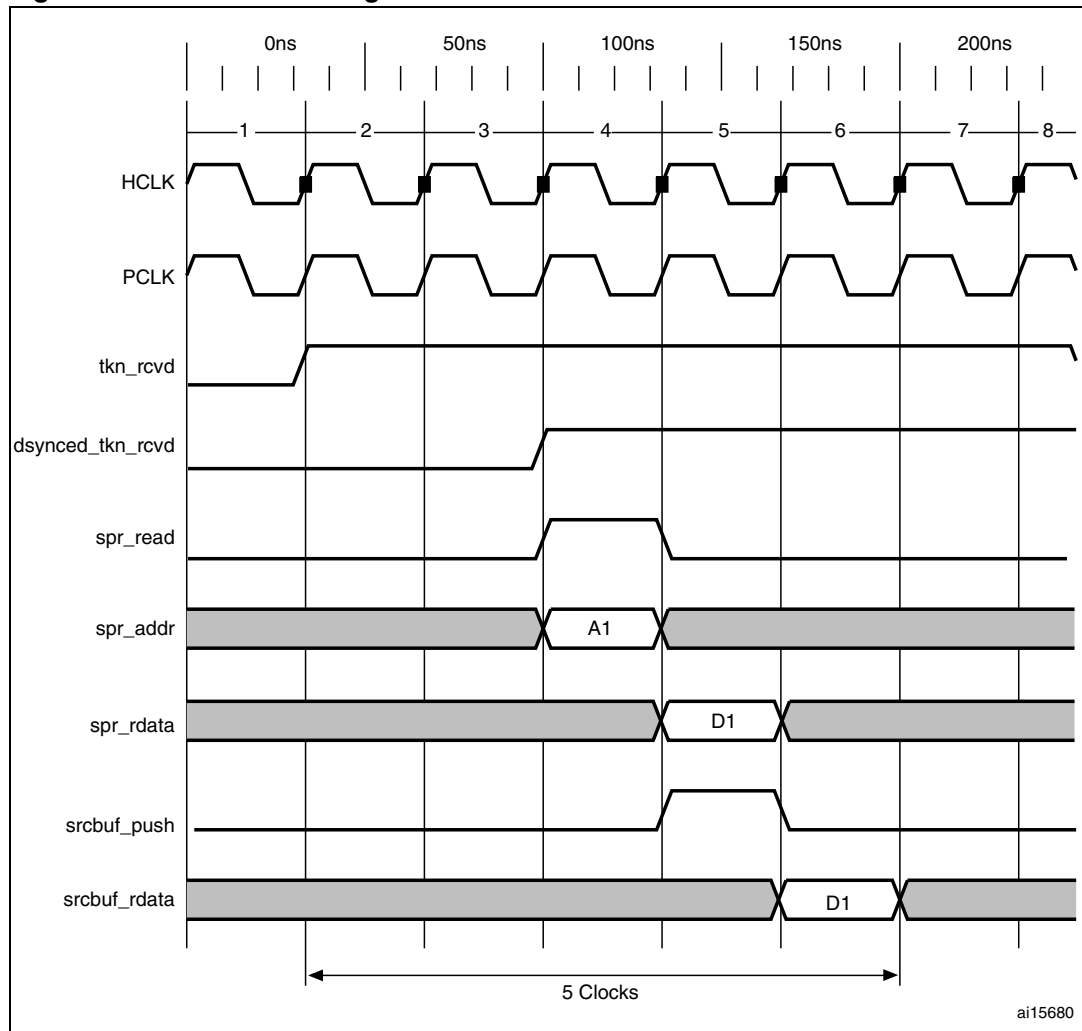 0ns 50ns 100ns 150ns 200ns
1 2 3 4 5 6 7 8
HCLK
PCLK
tkn_rcvd
dsynced_tkn_rcvd
spr_read
spr_addr A1
spr_rdata D1
srcbuf_push
srcbuf_rdata D1
5 Clocks
ai15680